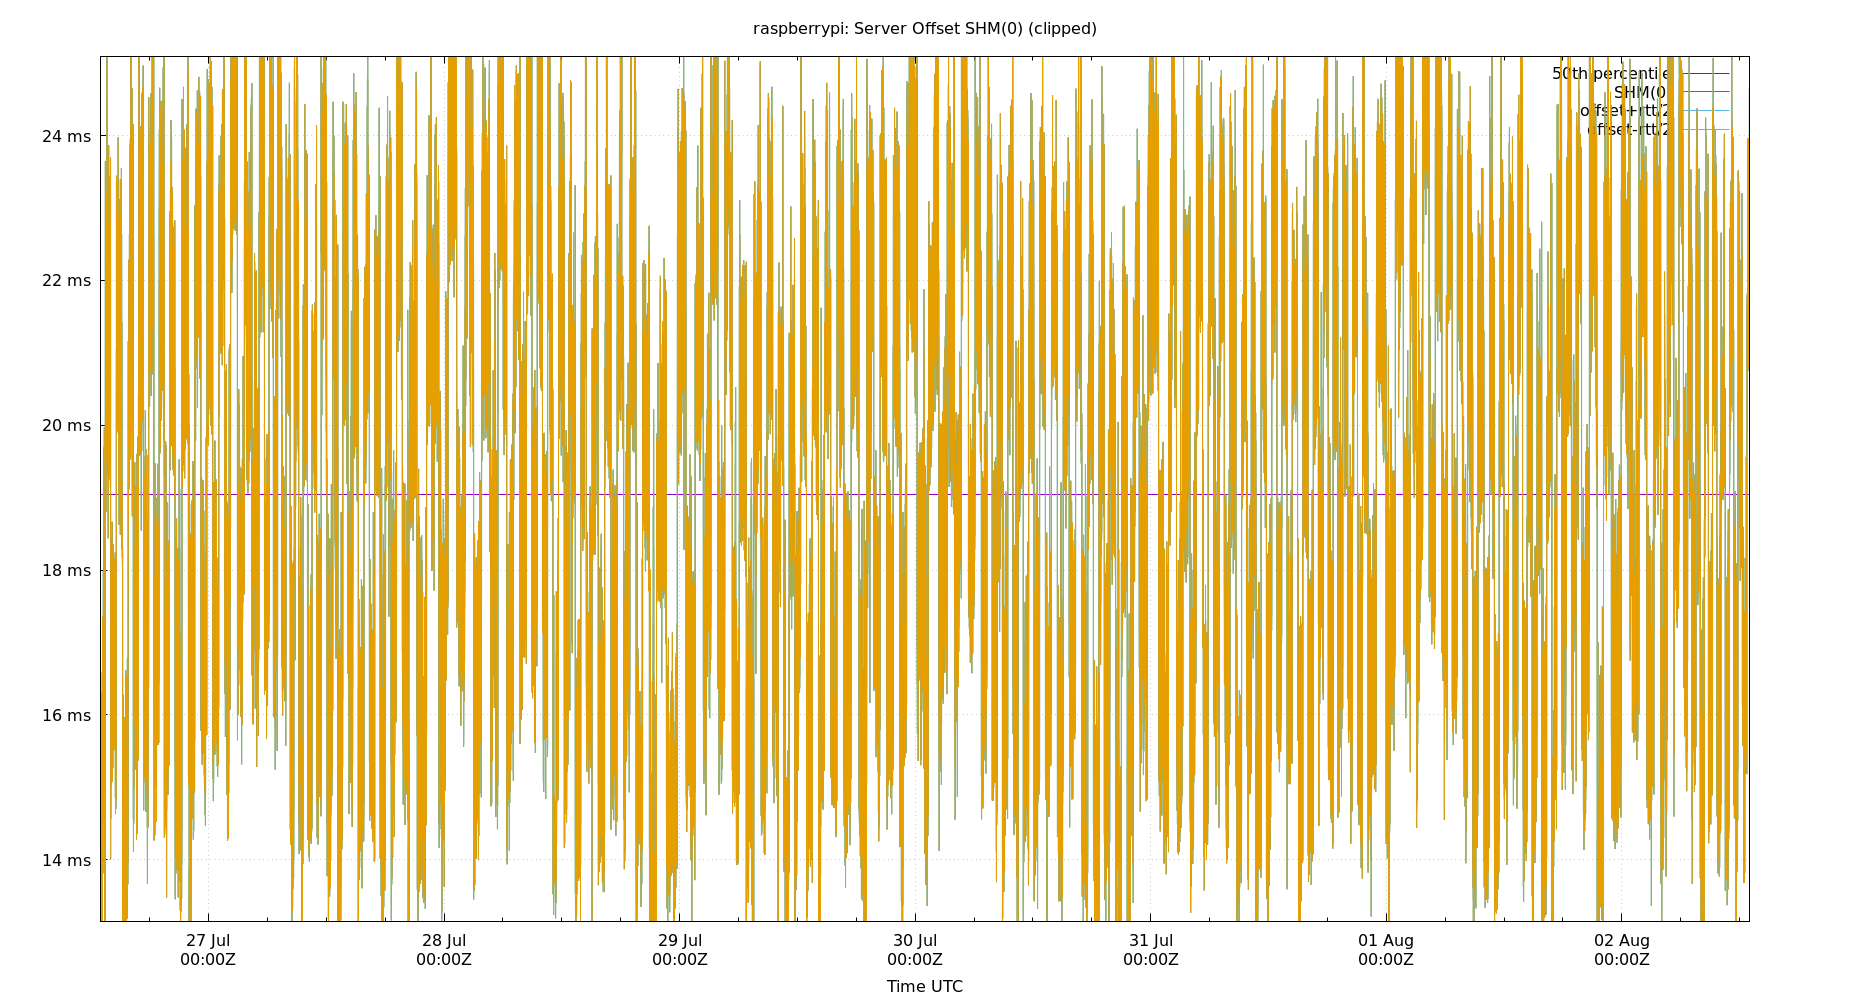 raspberrypi: Server Offset SHM(0) (clipped)
50th percentile
SHM(0)
offset+rtt/2
offset-rtt/2
24 ms
22 ms
20 ms
18 ms
16 ms
14 ms
27 Jul 28 Jul 29 Jul 30 Jul 31 Jul 01 Aug 02 Aug
00:00Z 00:00Z 00:00Z 00:00Z 00:00Z 00:00Z 00:00Z
Time UTC